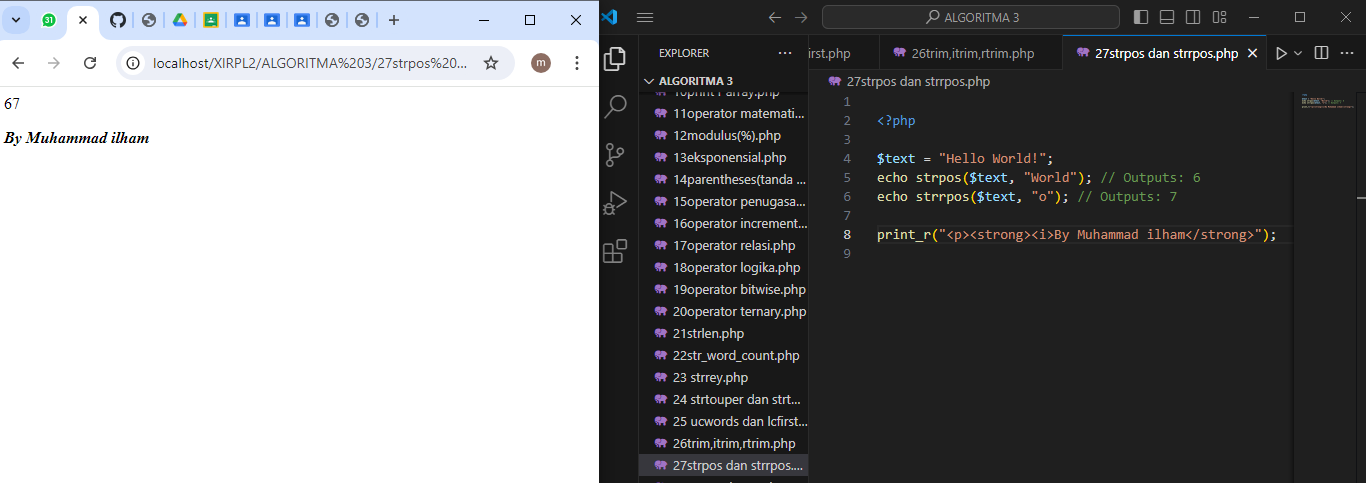 31
localhost/XIRPL2/ALGORITMA%203/27strpos%20...
m
67
By Muhammad ilham
ALGORITMA 3
EXPLORER
ALGORITMA 3
11operator matemati...
12modulus(%).php
13eksponensial.php
14parentheses(tanda ...
15operator penugasa...
16operator increment...
17operator relasi.php
18operator logika.php
19operator bitwise.php
20operator ternary.php
21strlen.php
22str_word_count.php
23 strrey.php
24 strtouper dan strt...
25 ucwords dan lcfirst...
26trim,itrim,rtrim.php
27strpos dan strrpos....
irst.php
26trim,itrim,rtrim.php
27strpos dan strrpos.php
27strpos dan strrpos.php
1
2 <?php
3
4 $text = "Hello World!";
5 echo strpos($text, "World"); // Outputs: 6
6 echo strrpos($text, "o"); // Outputs: 7
7
8 print_r("<p><strong><i>By Muhammad ilham</strong>");
9